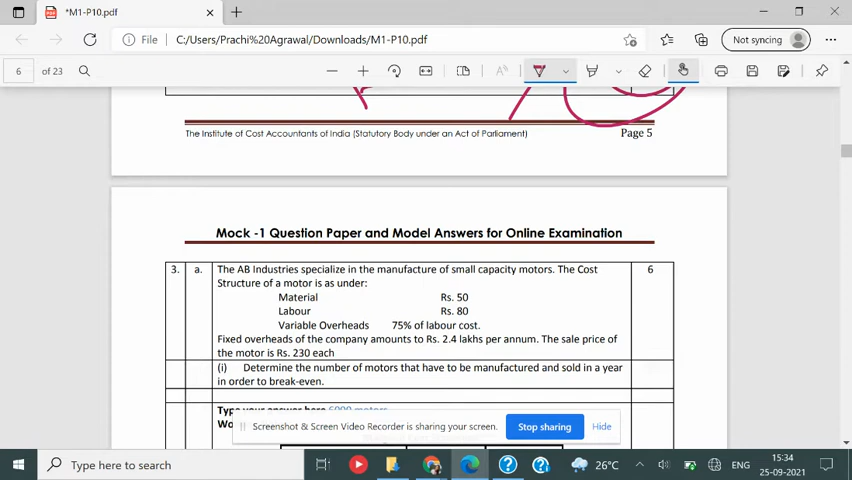 *M1-P10.pdf
File
C:/Users/Prachi%20Agrawal/Downloads/M1-P10.pdf
Not syncing
6
of 23
The Institute of Cost Accountants of India (Statutory Body under an Act of Parliament)
Page 5
Mock -1 Question Paper and Model Answers for Online Examination
3.
a.
The AB Industries specialize in the manufacture of small capacity motors. The Cost
6
Structure of a motor is as under:
Material Rs. 50
Labour Rs. 80
Variable Overheads 75% of labour cost.
Fixed overheads of the company amounts to Rs. 2.4 lakhs per annum. The sale price of
the motor is Rs. 230 each
(i) Determine the number of motors that have to be manufactured and sold in a year
in order to break-even.
Type your answer here 6000 motors
Wo
Screenshot & Screen Video Recorder is sharing your screen.
Stop sharing
Hide
Type here to search
26°C
ENG
15:34
25-09-2021